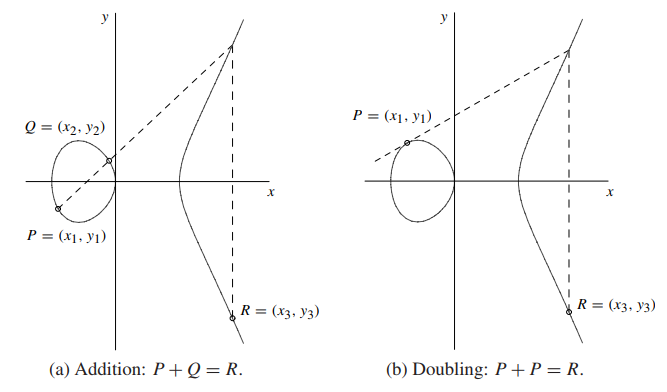 y
Q = (x2, y2)
x
P = (x1, y1)
R = (x3, y3)
(a) Addition: P + Q = R.
y
P = (x1, y1)
x
R = (x3, y3)
(b) Doubling: P + P = R.